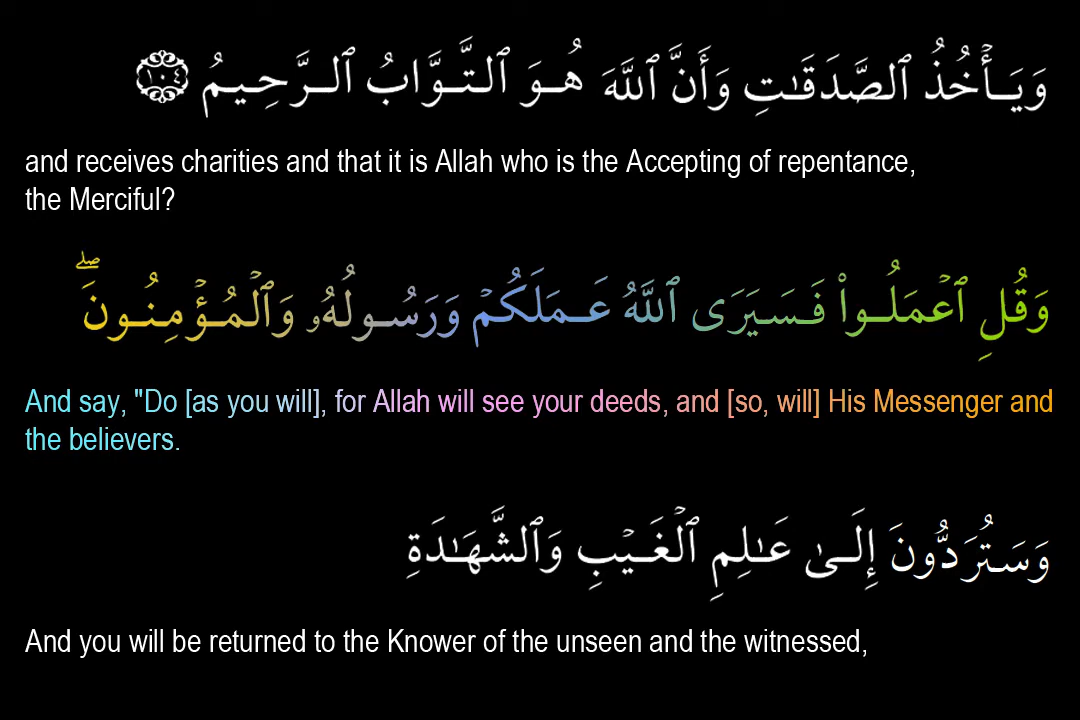 وَيَأْخُذُ ٱلصَّدَقَـٰتِ وَأَنَّ ٱللَّهَ هُوَ ٱلتَّوَّابُ ٱلرَّحِيمُ ١٠٤
and receives charities and that it is Allah who is the Accepting of repentance,
the Merciful?
وَقُلِ ٱعْمَلُوا۟ فَسَيَرَى ٱللَّهُ عَمَلَكُمْ وَرَسُولُهُۥ وَٱلْمُؤْمِنُونَ ۖ
And say, "Do [as you will], for Allah will see your deeds, and [so, will] His Messenger and
the believers.
وَسَتُرَدُّونَ إِلَىٰ عَـٰلِمِ ٱلْغَيْبِ وَٱلشَّهَـٰدَةِ
And you will be returned to the Knower of the unseen and the witnessed,